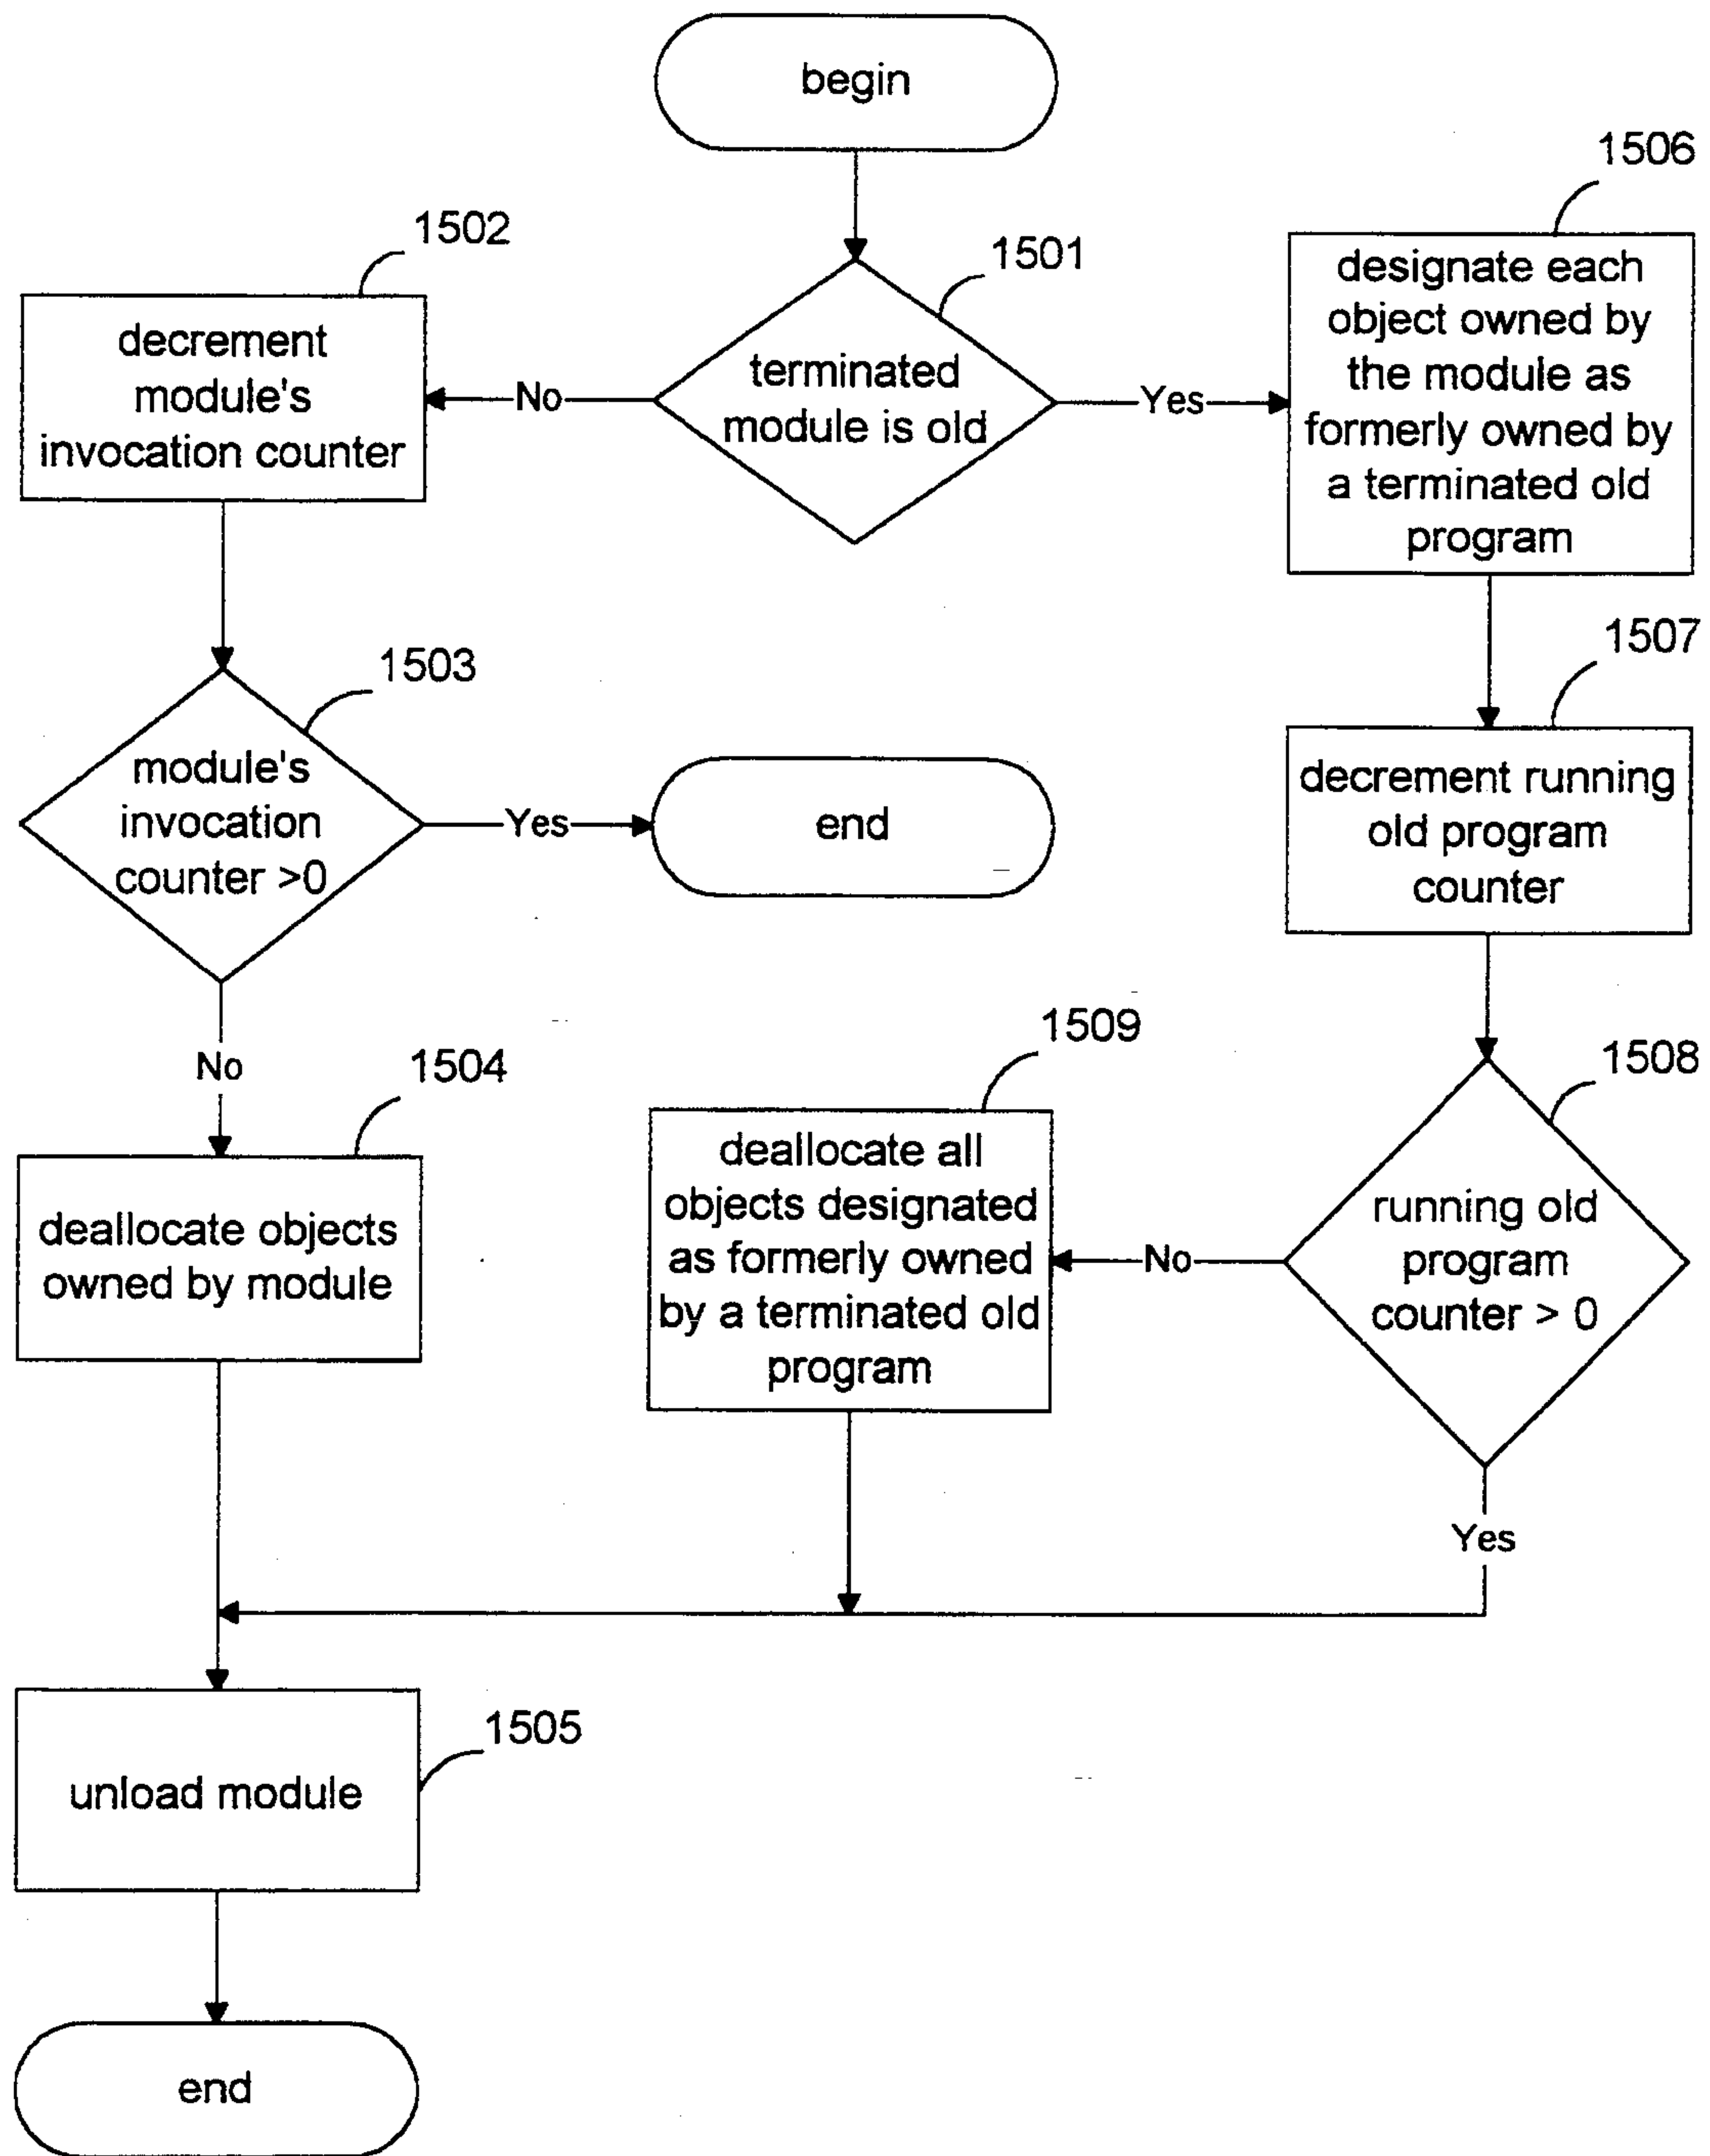 begin
1506
1502
1501
designate each
object owned by
the module as
formerly owned by
a terminated old
program
decrement
module's
invocation counter
No
terminated
module is old
Yes
1507
1503
decrement running
old program
counter
module's
invocation
counter >0
Yes
end
1509
1508
No
1504
deallocate all
objects designated
as formerly owned
by a terminated old
program
No
running old
program
counter > 0
deallocate objects
owned by module
Yes
1505
unload module
end